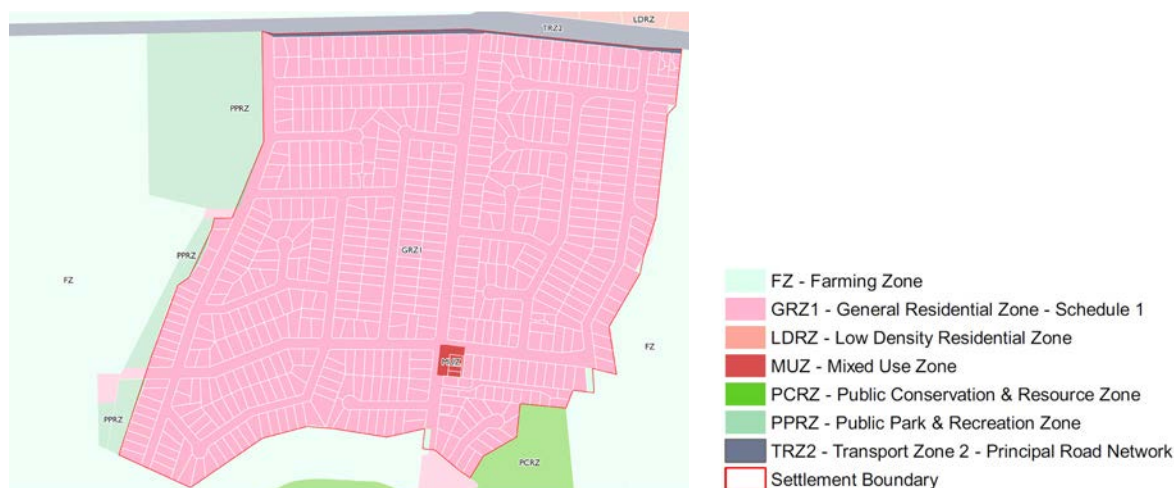 LDRZ
TRZ2
PPRZ
PPRZ
GRZ1
FZ
FZ
MUZ
PPRZ
PCRZ
FZ - Farming Zone
GRZ1 - General Residential Zone - Schedule 1
LDRZ - Low Density Residential Zone
MUZ - Mixed Use Zone
PCRZ - Public Conservation & Resource Zone
PPRZ - Public Park & Recreation Zone
TRZ2 - Transport Zone 2 - Principal Road Network
Settlement Boundary